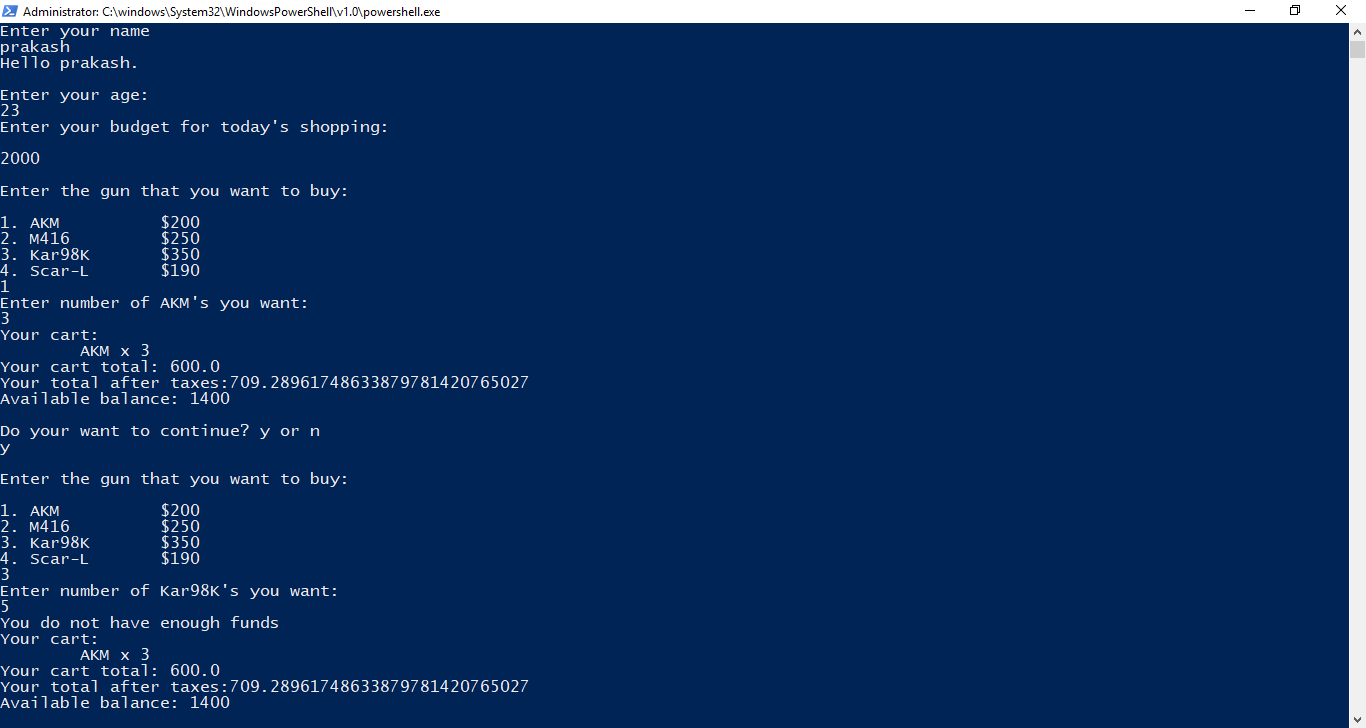 Administrator: C:\windows\System32\WindowsPowerShell\v1.0\powershell.exe
Enter your name
prakash
Hello prakash.
Enter your age:
23
Enter your budget for today's shopping:
2000
Enter the gun that you want to buy:
1. AKM $200
2. M416 $250
3. Kar98K $350
4. Scar-L $190
1
Enter number of AKM's you want:
3
Your cart:
AKM x 3
Your cart total: 600.0
Your total after taxes:709.28961748633879781420765027
Available balance: 1400
Do your want to continue? y or n
y
Enter the gun that you want to buy:
1. AKM $200
2. M416 $250
3. Kar98K $350
4. Scar-L $190
3
Enter number of Kar98K's you want:
5
You do not have enough funds
Your cart:
AKM x 3
Your cart total: 600.0
Your total after taxes:709.28961748633879781420765027
Available balance: 1400